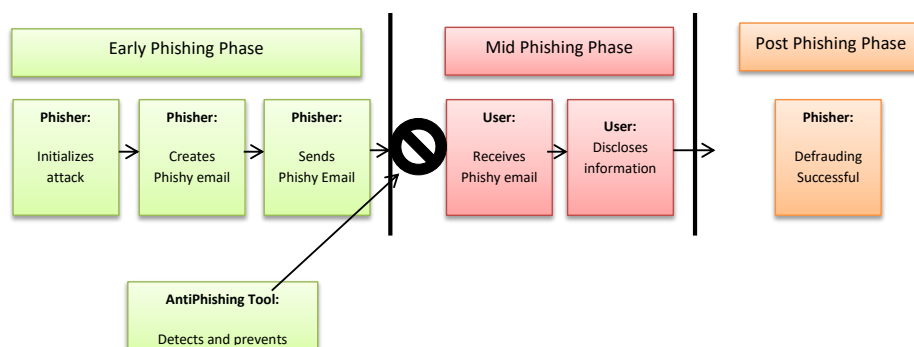 Early Phishing Phase
Mid Phishing Phase
Post Phishing Phase
Phisher:
Initializes
attack
Phisher:
Creates
Phishy email
Phisher:
Sends
Phishy Email
User:
Receives
Phishy email
User:
Discloses
information
Phisher:
Defrauding
Successful
AntiPhishing Tool:
Detects and prevents